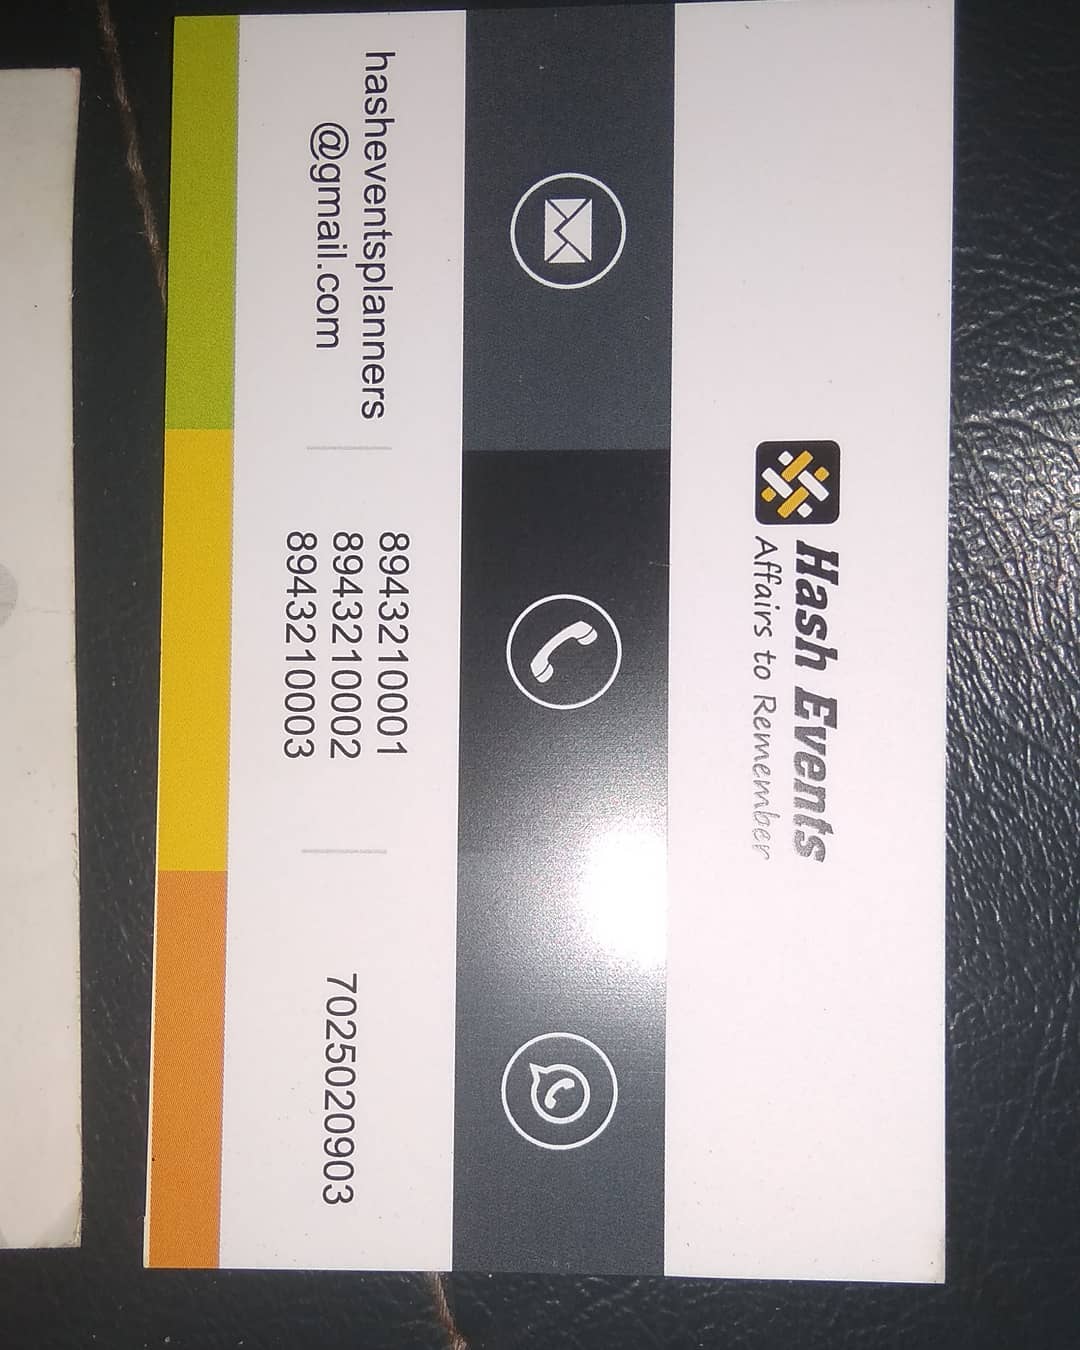 Hash Events
Affairs to Remember
hasheventsplanners
@gmail.com
8943210001
8943210002
8943210003
7025020903